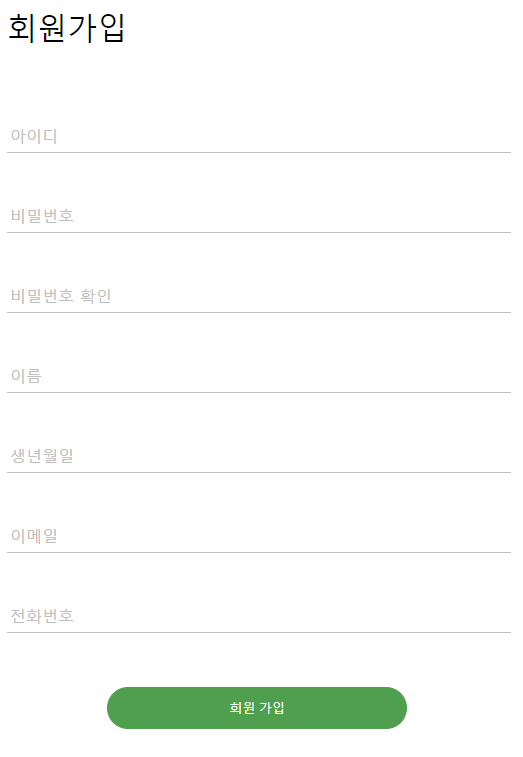 회원가입
아이디
비밀번호
비밀번호 확인
이름
생년월일
이메일
전화번호
회원 가입